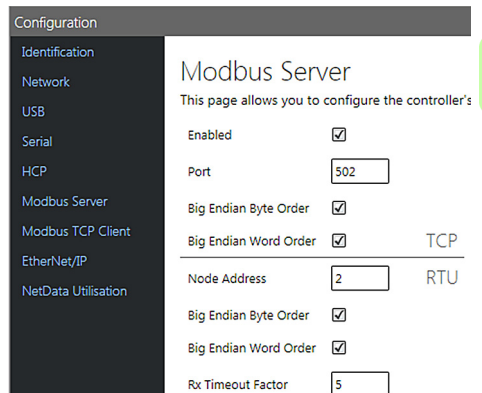 Configuration
Identification
Network
USB
Serial
HCP
Modbus Server
Modbus TCP Client
EtherNet/IP
NetData Utilisation
Modbus Server
This page allows you to configure the controller's
Enabled
Port 502
Big Endian Byte Order
Big Endian Word Order TCP
Node Address 2 RTU
Big Endian Byte Order
Big Endian Word Order
Rx Timeout Factor 5